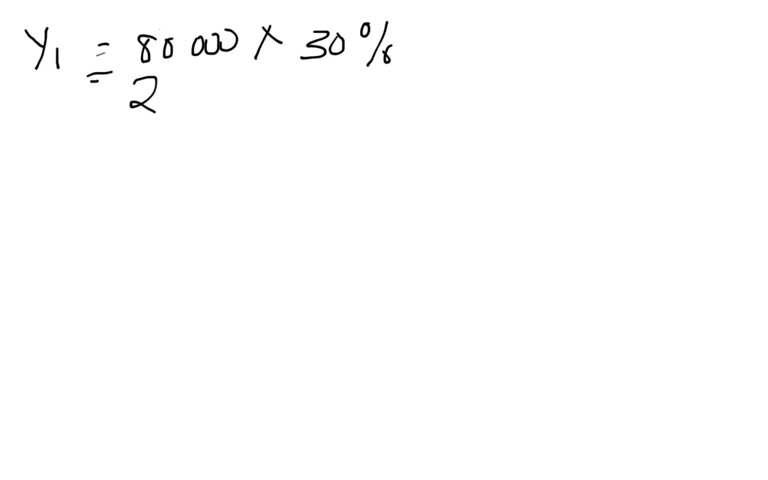 Y1 = 80 000 × 30%
= 2